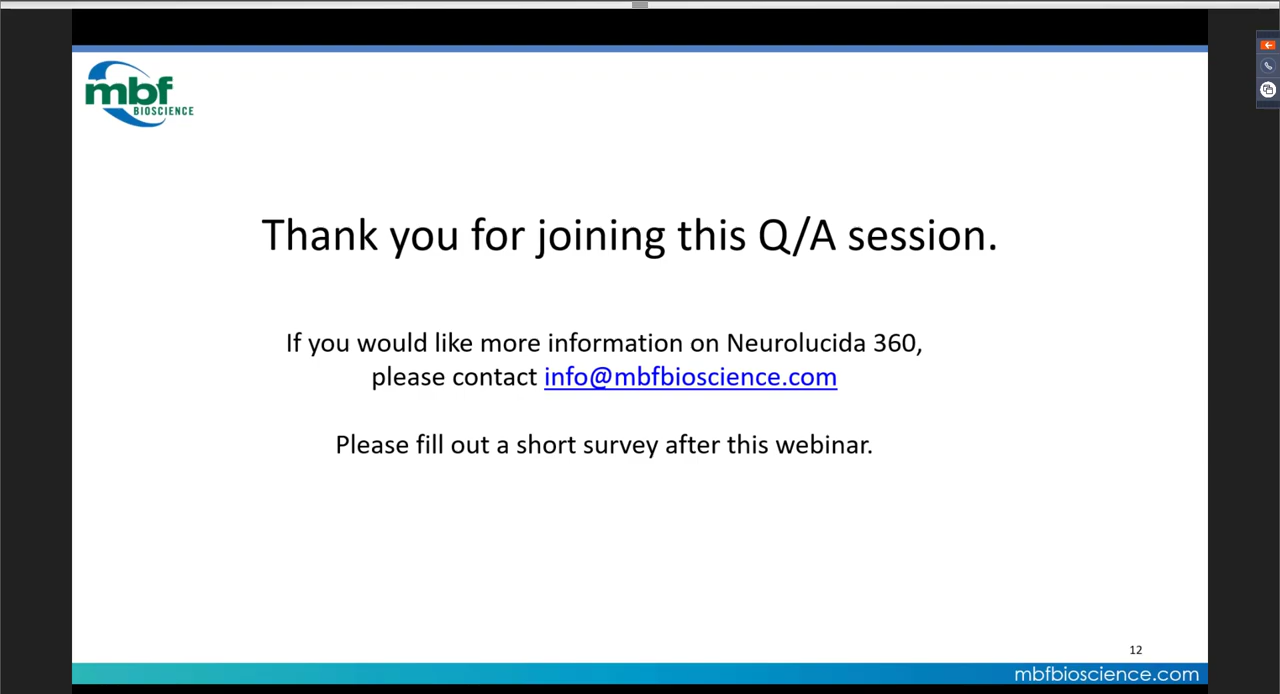 mbf
BIOSCIENCE
Thank you for joining this Q/A session.
If you would like more information on Neurolucida 360,
please contact info@mbfbioscience.com
Please fill out a short survey after this webinar.
12
mbfbioscience.com